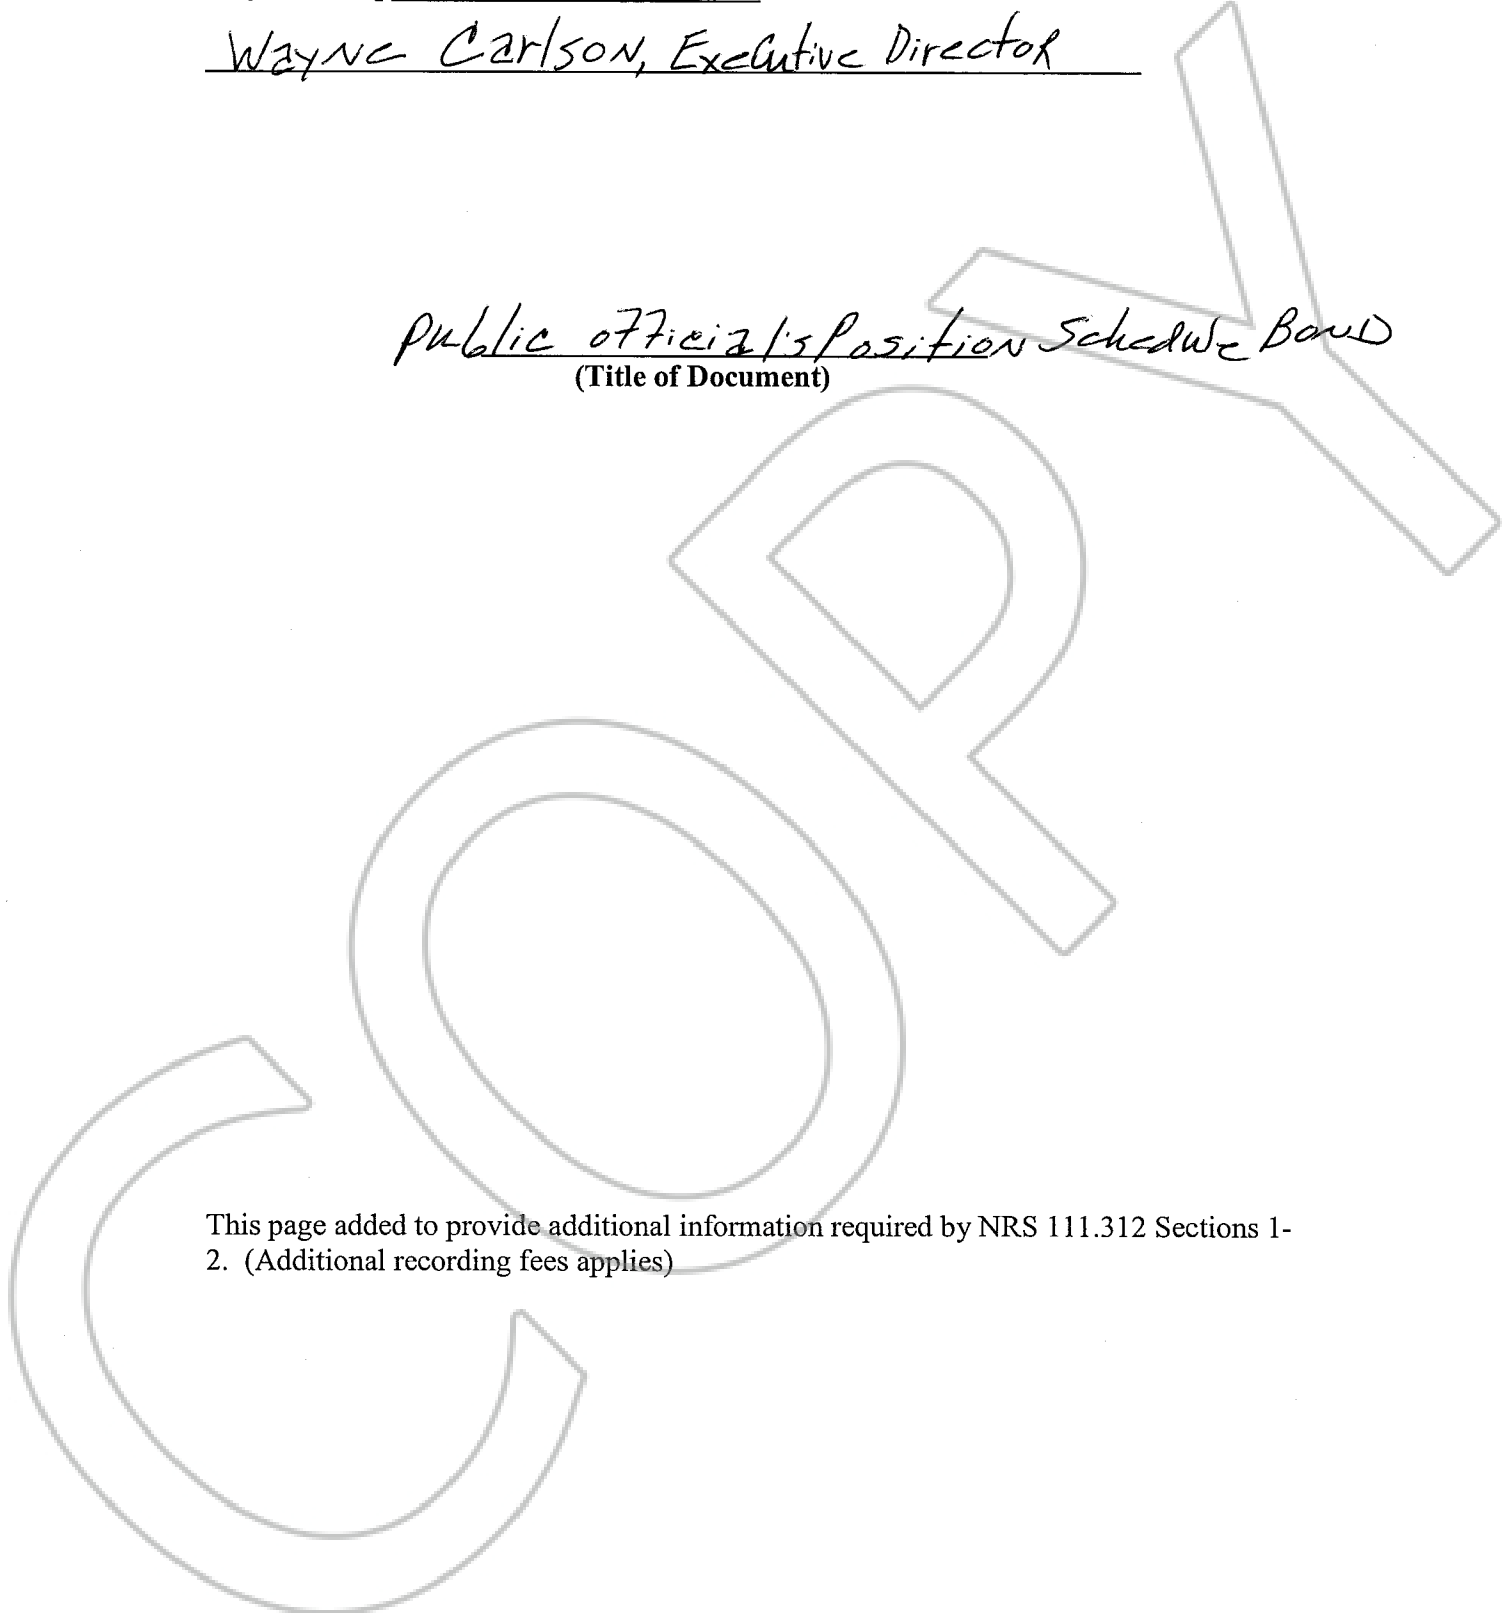 Wayne Carlson, Executive Director
Public Official's Position Schedule Bond
(Title of Document)
COPY
This page added to provide additional information required by NRS 111.312 Sections 1-
2. (Additional recording fees applies)